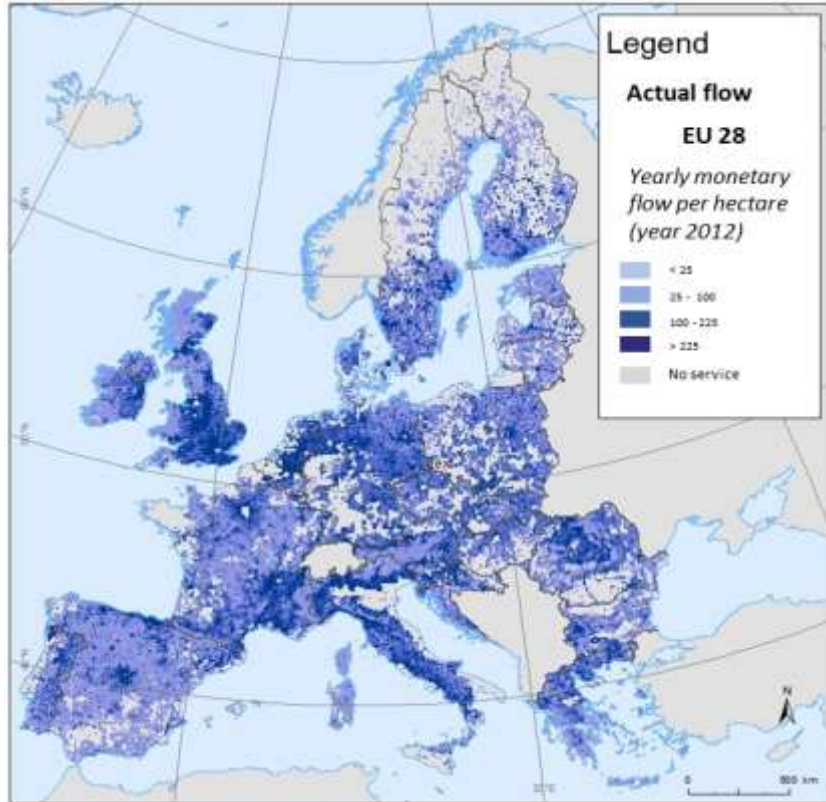 Legend
Actual flow
EU 28
Yearly monetary
flow per hectare
(year 2012)
< 25
25 - 100
100 - 225
> 225
No service
N
0
km